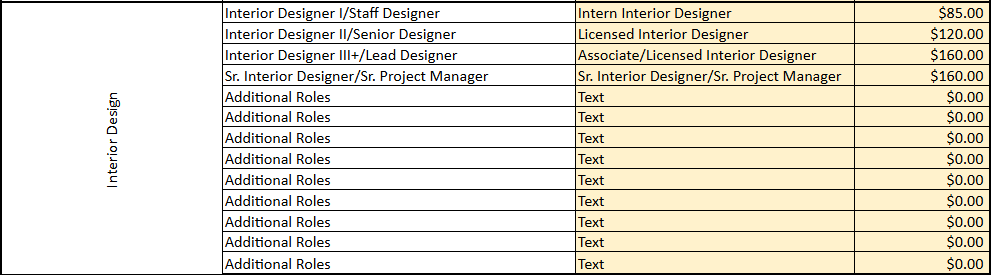 Interior Design
Interior Designer I/Staff Designer Intern Interior Designer $85.00
Interior Designer II/Senior Designer Licensed Interior Designer $120.00
Interior Designer III+/Lead Designer Associate/Licensed Interior Designer $160.00
Sr. Interior Designer/Sr. Project Manager Sr. Interior Designer/Sr. Project Manager $160.00
Additional Roles Text $0.00
Additional Roles Text $0.00
Additional Roles Text $0.00
Additional Roles Text $0.00
Additional Roles Text $0.00
Additional Roles Text $0.00
Additional Roles Text $0.00
Additional Roles Text $0.00
Additional Roles Text $0.00